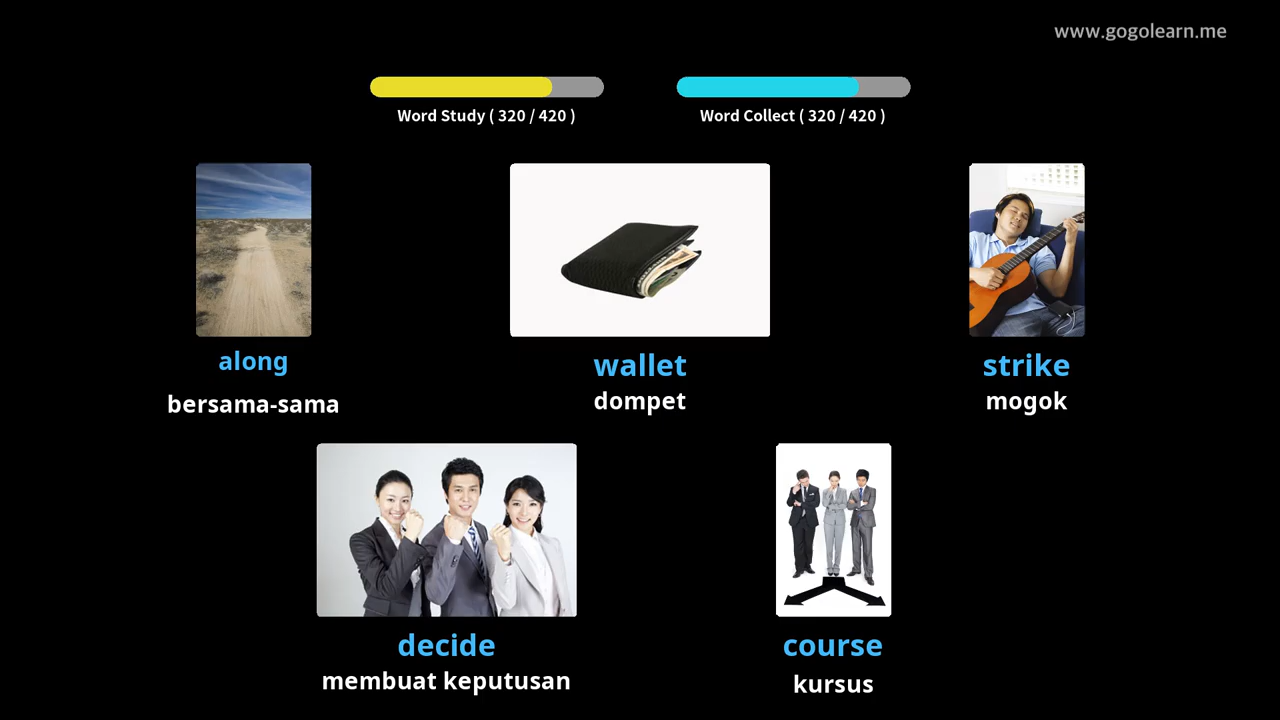 www.gogolearn.me
Word Study ( 320 / 420 )
Word Collect ( 320 / 420 )
along
bersama-sama
wallet
dompet
strike
mogok
decide
membuat keputusan
course
kursus